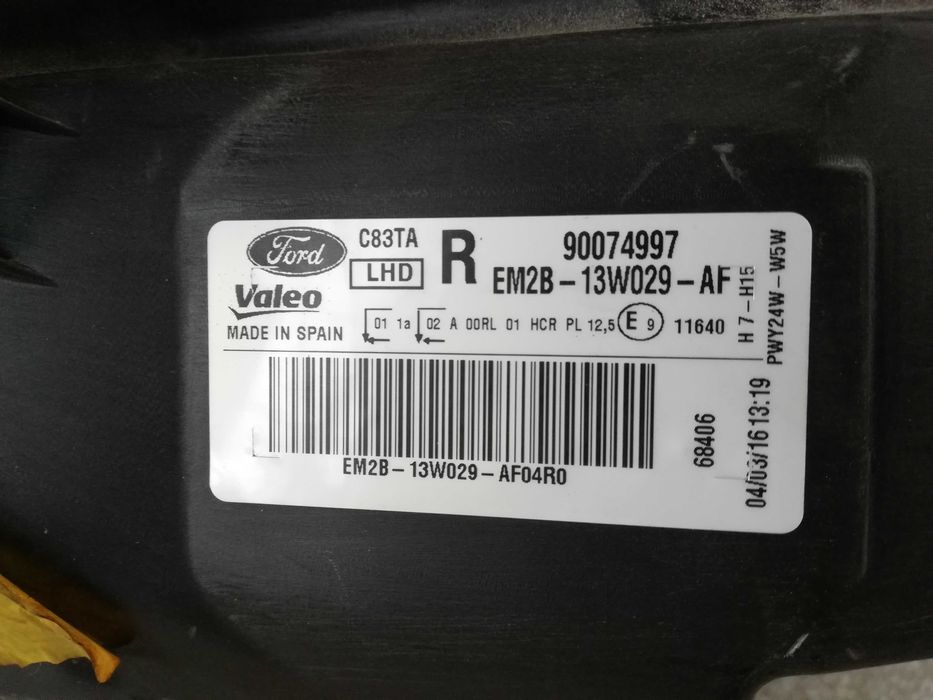 Ford
C83TA
LHD
R
90074997
EM2B-13W029-AF
Valeo
MADE IN SPAIN
01 1a 02 A 00RL 01 HCR PL 12,5 E 9 11640
H7-H15
PWY24W-W5W
EM2B-13W029-AF04R0
68406
04/03/16 13:19